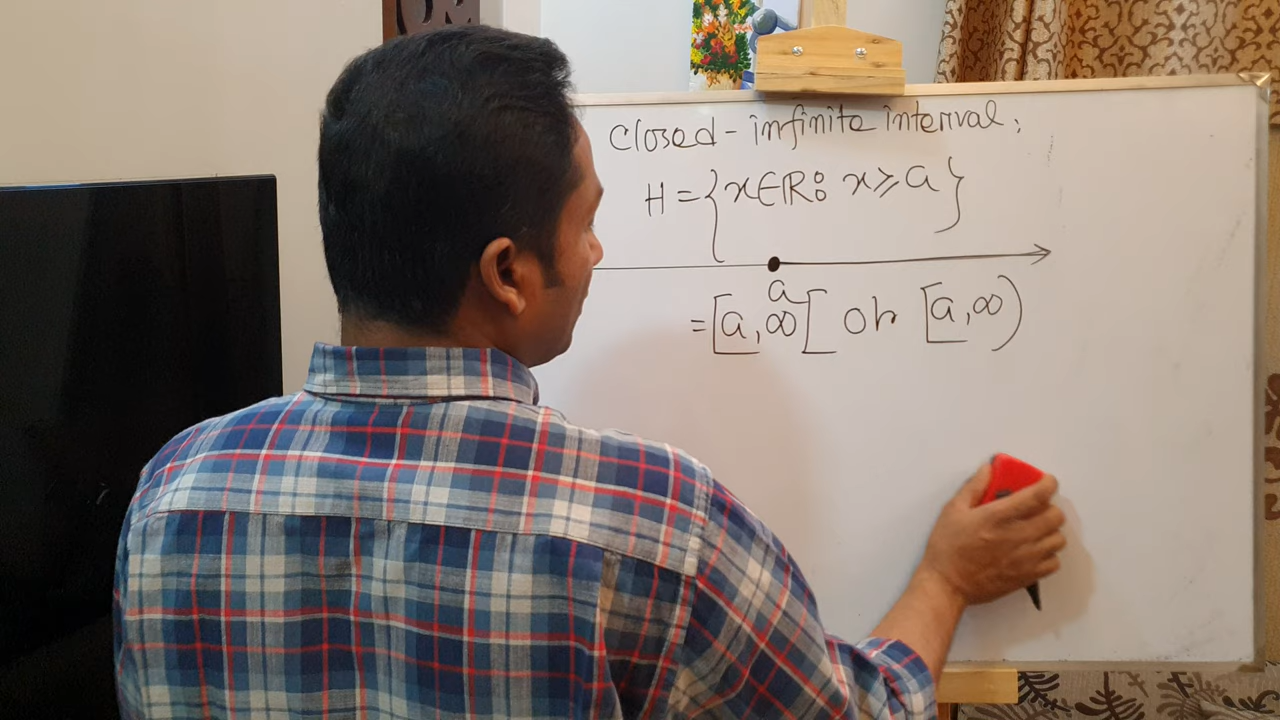 Closed-infinite interval.
H = {x∈R: x ⩾ a}
a
= [a, ∞[ or [a, ∞)